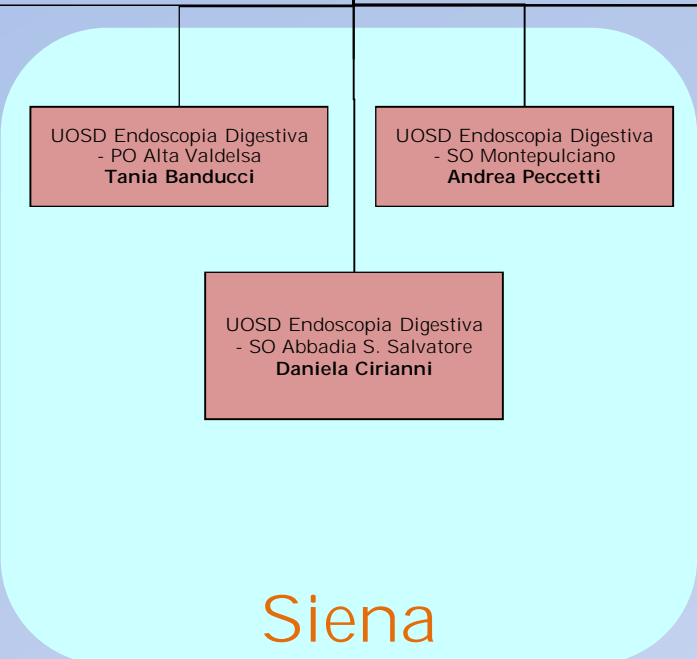 UOSD Endoscopia Digestiva
- PO Alta Valdelsa
Tania Banducci
UOSD Endoscopia Digestiva
- SO Montepulciano
Andrea Peccetti
UOSD Endoscopia Digestiva
- SO Abbadia S. Salvatore
Daniela Cirianni
Siena